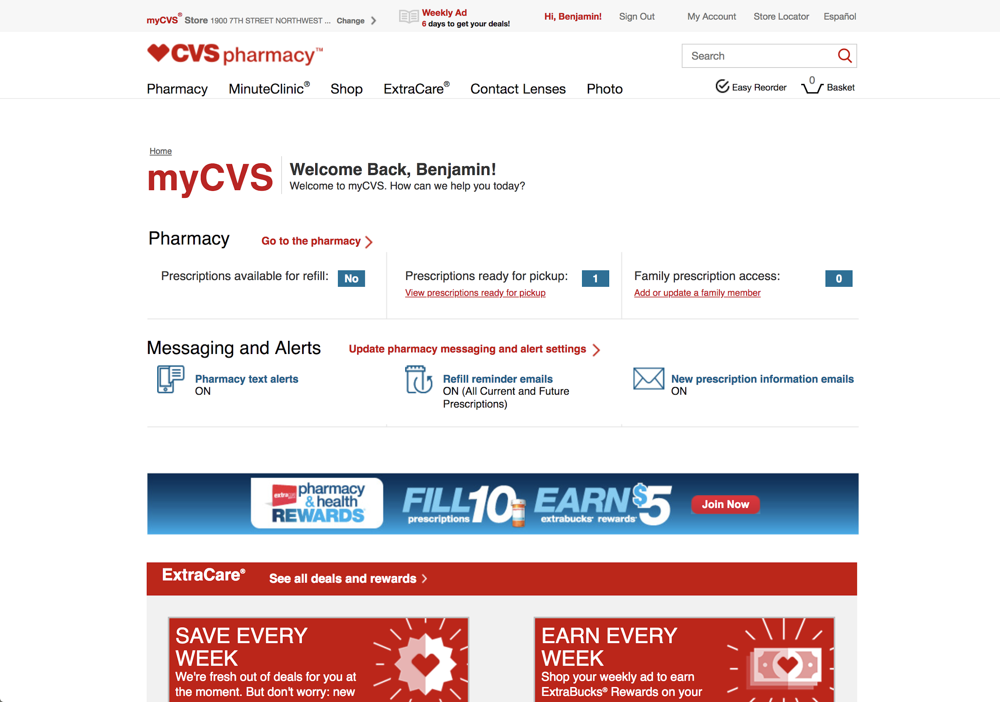 myCVS® Store 1900 7TH STREET NORTHWEST ... Change
Weekly Ad
6 days to get your deals!
Hi, Benjamin! Sign Out My Account Store Locator Español
CVS pharmacy™
Search
Pharmacy MinuteClinic® Shop ExtraCare® Contact Lenses Photo
Easy Reorder 0 Basket
Home
myCVS
Welcome Back, Benjamin!
Welcome to myCVS. How can we help you today?
Pharmacy Go to the pharmacy
Prescriptions available for refill: No
Prescriptions ready for pickup: 1
View prescriptions ready for pickup
Family prescription access: 0
Add or update a family member
Messaging and Alerts Update pharmacy messaging and alert settings
Pharmacy text alerts
ON
Refill reminder emails
ON (All Current and Future
Prescriptions)
New prescription information emails
ON
extracare
pharmacy
& health
REWARDS
FILL 10
prescriptions
EARN $5
extrabucks® rewards®
Join Now
ExtraCare® See all deals and rewards
SAVE EVERY
WEEK
We're fresh out of deals for you at
the moment. But don't worry: new
EARN EVERY
WEEK
Shop your weekly ad to earn
ExtraBucks® Rewards on your